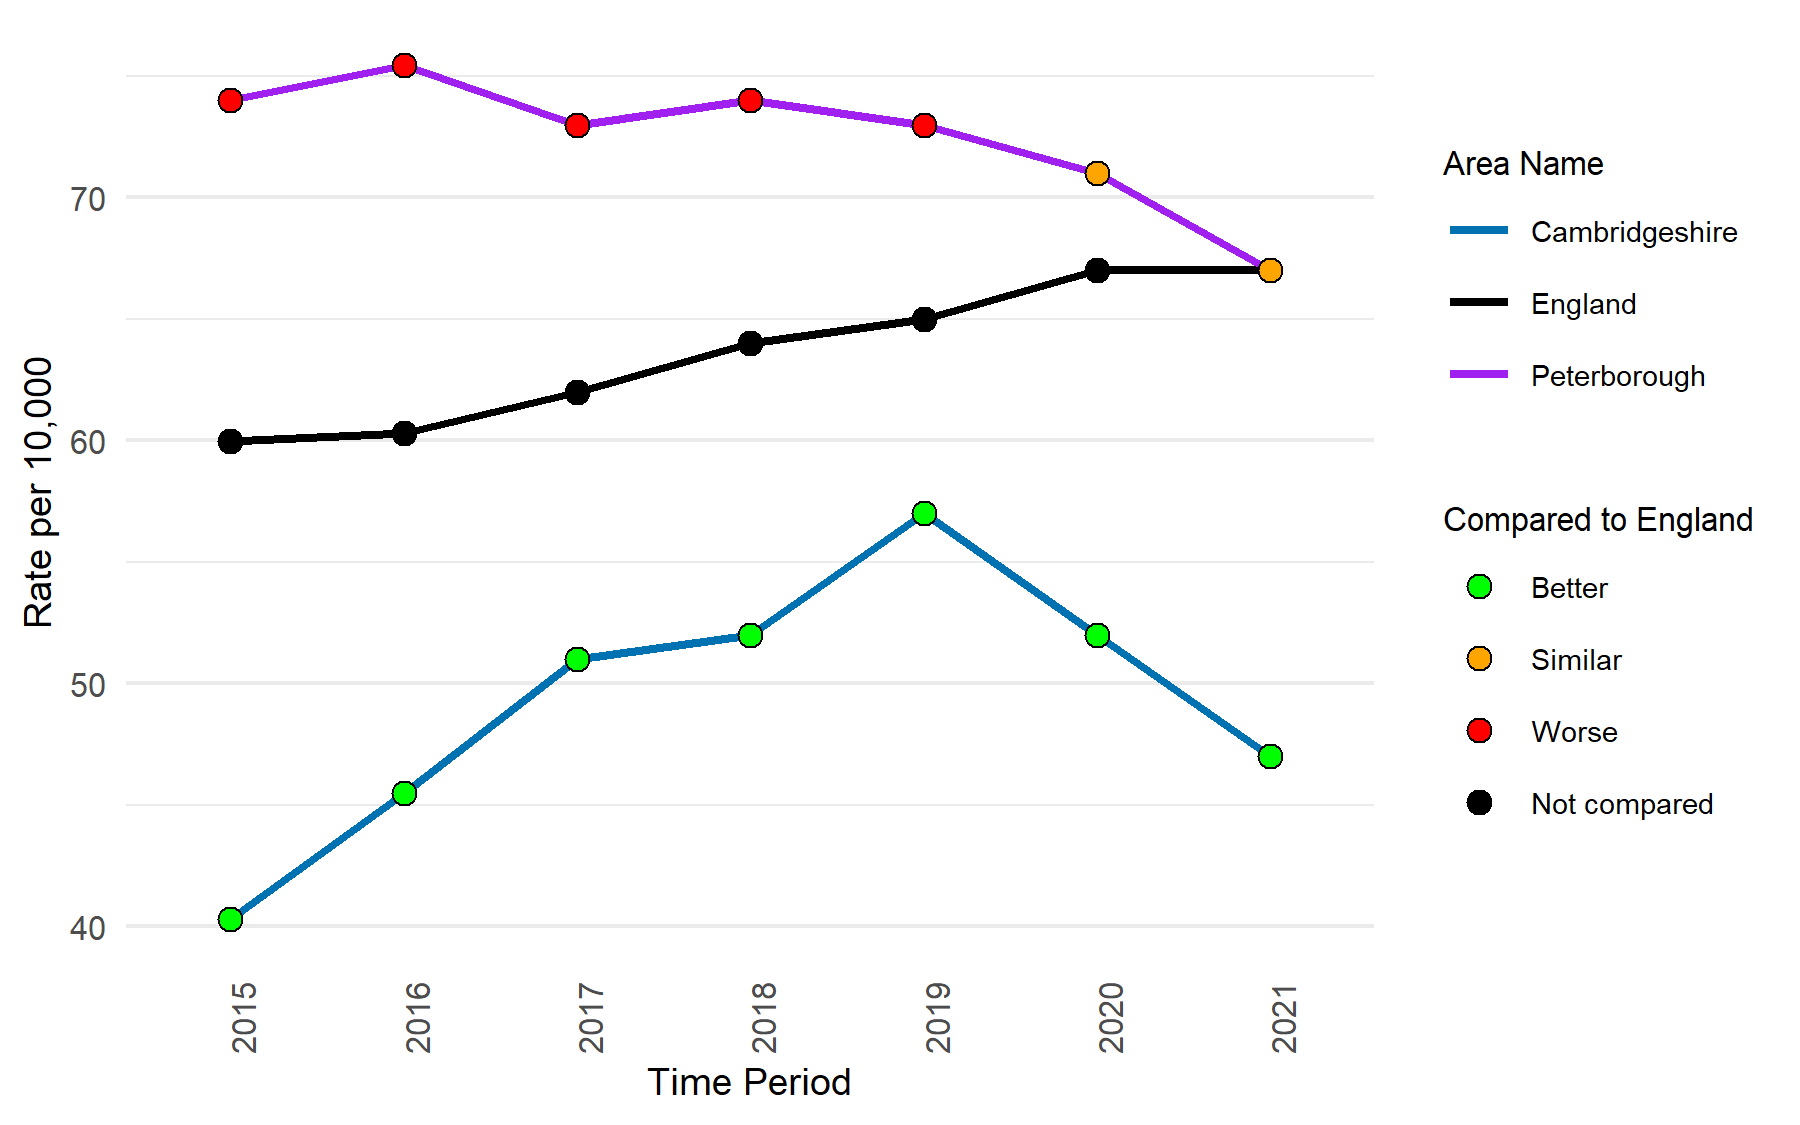 Rate per 10,000
70
60
50
40
2015
2016
2017
2018
2019
2020
2021
Time Period
Area Name
Cambridgeshire
England
Peterborough
Compared to England
Better
Similar
Worse
Not compared